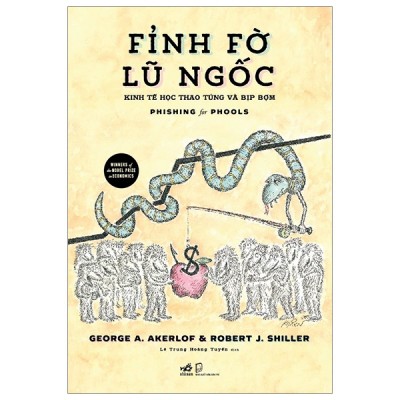 FỈNH FỜ
LŨ NGỐC
KINH TẾ HỌC THAO TÚNG VÀ BỊP BỢM
PHISHING for PHOOLS
WINNERS of
the NOBEL PRIZE
in ECONOMICS
$
GEORGE A. AKERLOF & ROBERT J. SHILLER
Lê Trung Hoàng Tuyến dịch